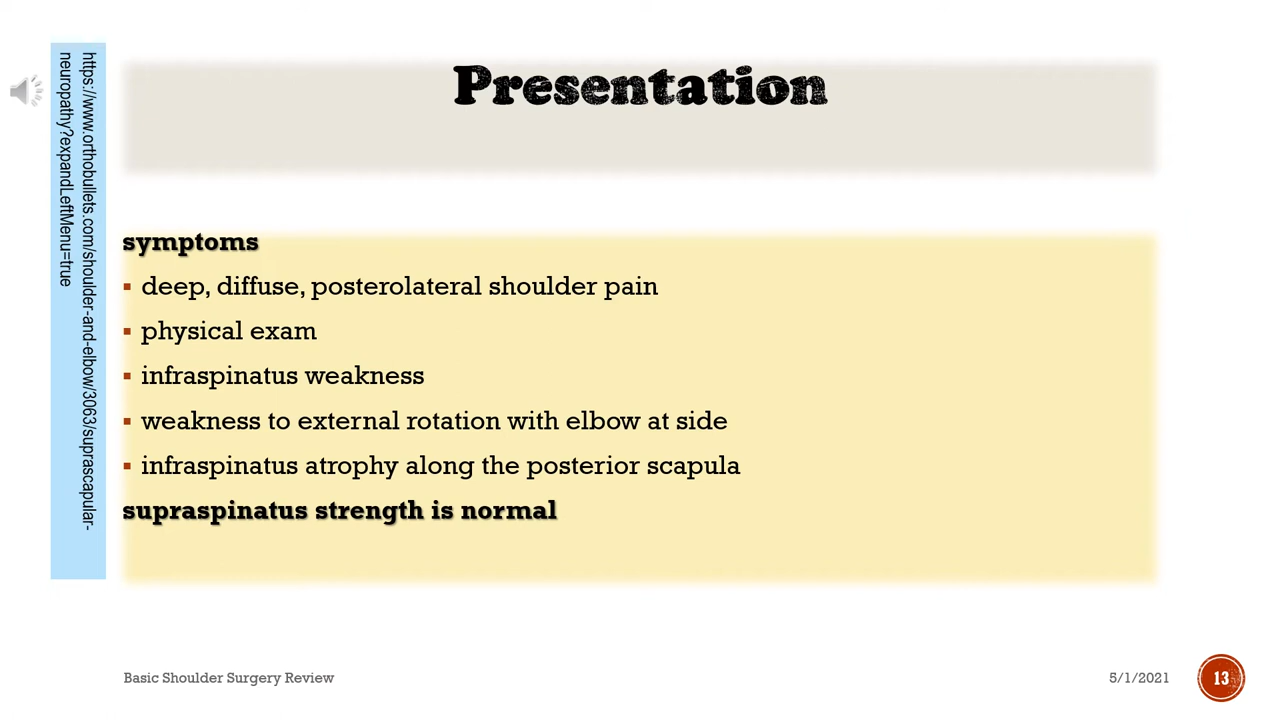 https://www.orthobullets.com/shoulder-and-elbow/3063/suprascapular-
neuropathy?expandLeftMenu=true
Presentation
symptoms
▪ deep, diffuse, posterolateral shoulder pain
▪ physical exam
▪ infraspinatus weakness
▪ weakness to external rotation with elbow at side
▪ infraspinatus atrophy along the posterior scapula
supraspinatus strength is normal
Basic Shoulder Surgery Review
5/1/2021
13